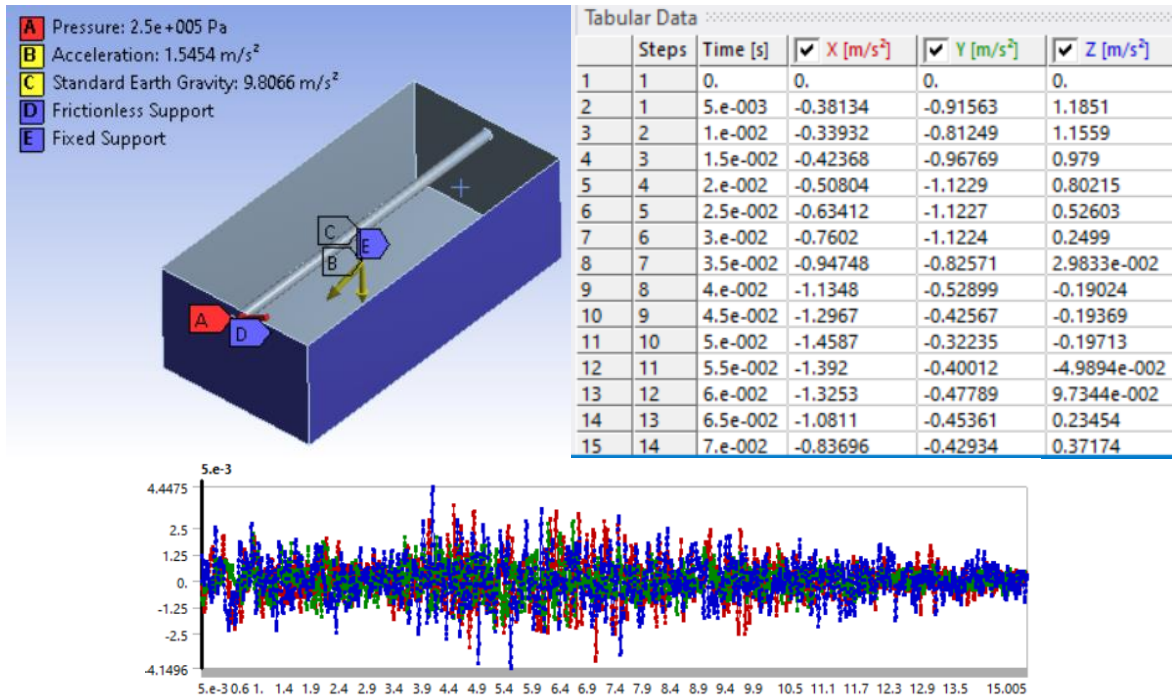 A Pressure: 2.5e+005 Pa
B Acceleration: 1.5454 m/s²
C Standard Earth Gravity: 9.8066 m/s²
D Frictionless Support
E Fixed Support
C
E
B
A
D
Tabular Data
Steps Time [s] X [m/s²] Y [m/s²] Z [m/s²]
1 1 0. 0. 0. 0.
2 1 5.e-003 -0.38134 -0.91563 1.1851
3 2 1.e-002 -0.33932 -0.81249 1.1559
4 3 1.5e-002 -0.42368 -0.96769 0.979
5 4 2.e-002 -0.50804 -1.1229 0.80215
6 5 2.5e-002 -0.63412 -1.1227 0.52603
7 6 3.e-002 -0.7602 -1.1224 0.2499
8 7 3.5e-002 -0.94748 -0.82571 2.9833e-002
9 8 4.e-002 -1.1348 -0.52899 -0.19024
10 9 4.5e-002 -1.2967 -0.42567 -0.19369
11 10 5.e-002 -1.4587 -0.32235 -0.19713
12 11 5.5e-002 -1.392 -0.40012 -4.9894e-002
13 12 6.e-002 -1.3253 -0.47789 9.7344e-002
14 13 6.5e-002 -1.0811 -0.45361 0.23454
15 14 7.e-002 -0.83696 -0.42934 0.37174
5.e-3
4.4475
2.5
1.25
0.
-1.25
-2.5
-4.1496
5.e-3 0.6 1. 1.4 1.9 2.4 2.9 3.4 3.9 4.4 4.9 5.4 5.9 6.4 6.9 7.4 7.9 8.4 8.9 9.4 9.9 10.5 11.1 11.7 12.3 12.9 13.5 15.005